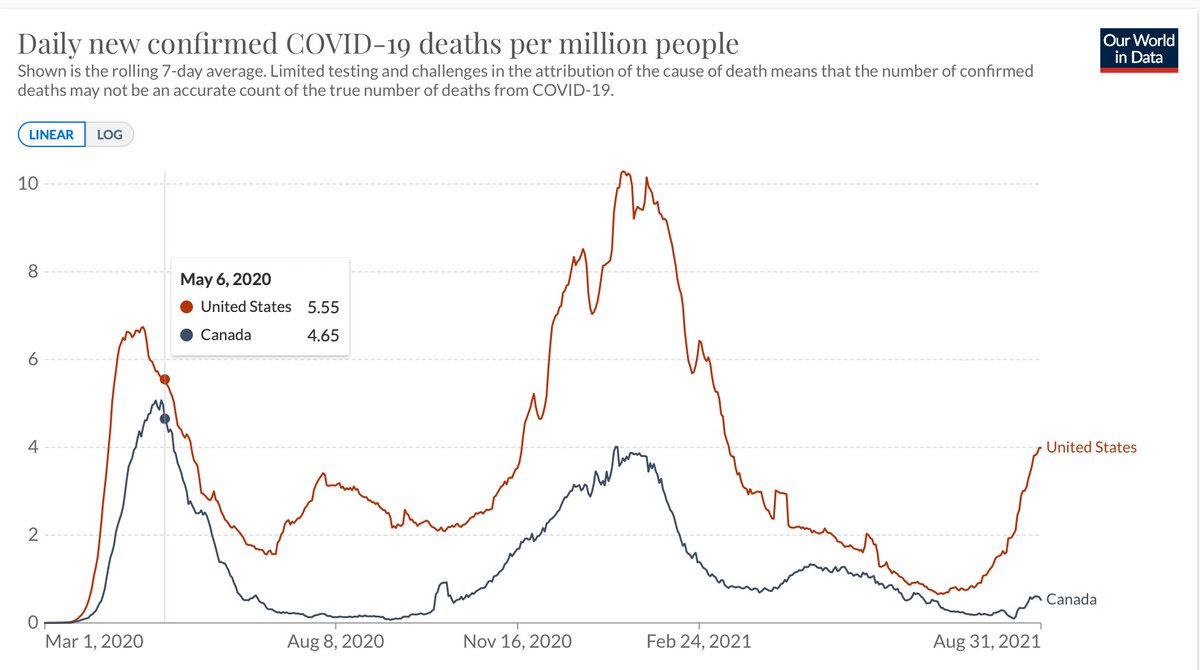 Daily new confirmed COVID-19 deaths per million people
Our World
in Data
Shown is the rolling 7-day average. Limited testing and challenges in the attribution of the cause of death means that the number of confirmed
deaths may not be an accurate count of the true number of deaths from COVID-19.
LINEAR LOG
10
8
May 6, 2020
United States 5.55
Canada 4.65
6
4
United States
2
Canada
0
Mar 1, 2020 Aug 8, 2020 Nov 16, 2020 Feb 24, 2021 Aug 31, 2021